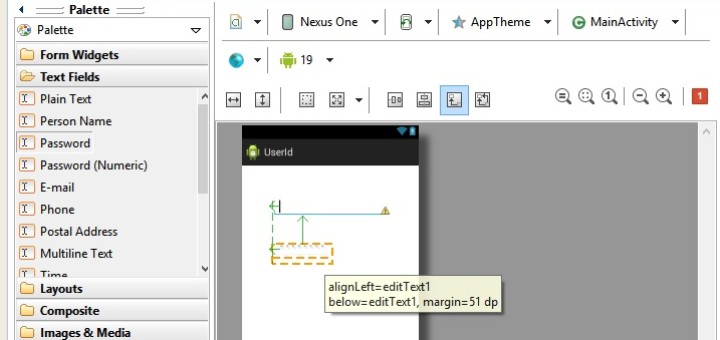 Palette
Palette
Form Widgets
Text Fields
Plain Text
Person Name
Password
Password (Numeric)
E-mail
Phone
Postal Address
Multiline Text
Time
Layouts
Composite
Images & Media
Nexus One
AppTheme
MainActivity
19
1
1
UserId
alignLeft=editText1
below=editText1, margin=51 dp